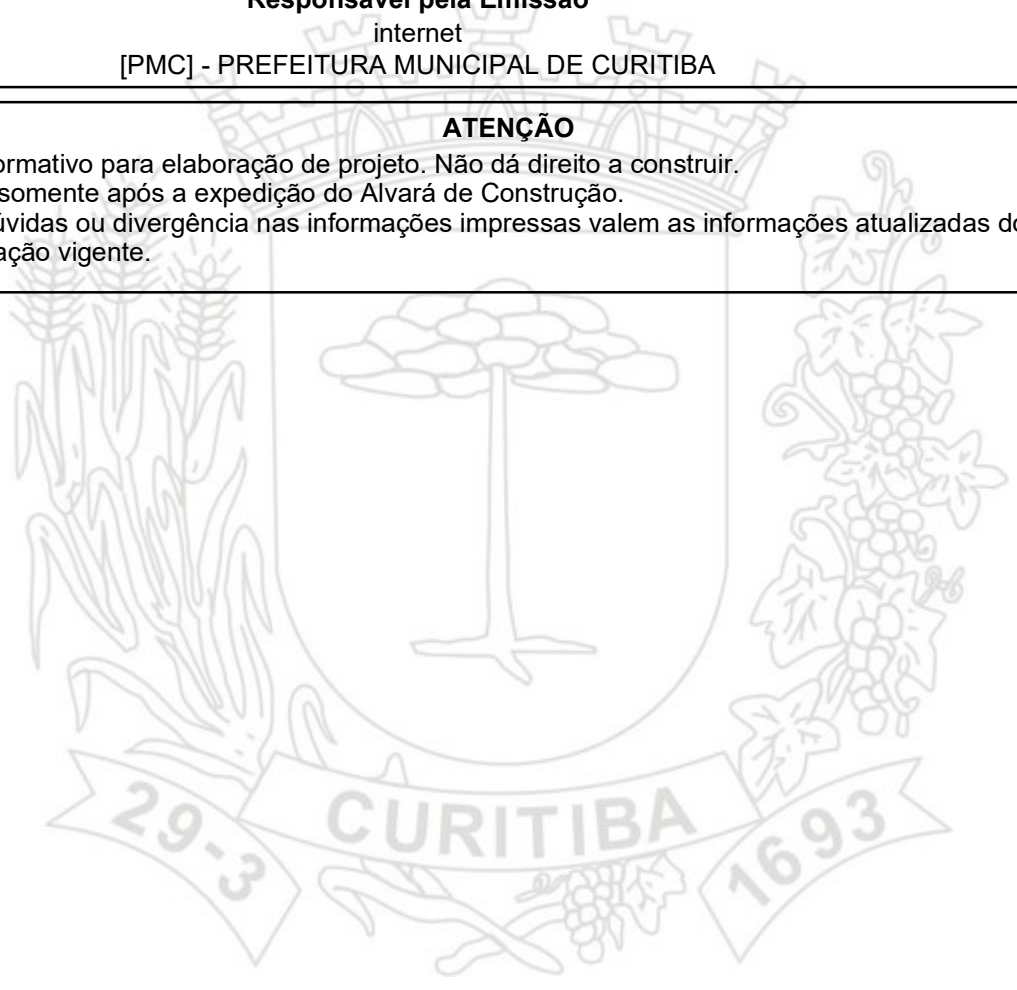 Responsável pela Emissão
internet
[PMC] - PREFEITURA MUNICIPAL DE CURITIBA
ATENÇÃO
ormativo para elaboração de projeto. Não dá direito a construir.
somente após a expedição do Alvará de Construção.
úvidas ou divergência nas informações impressas valem as informações atualizadas do
ação vigente.
29-3
CURITIBA
1693